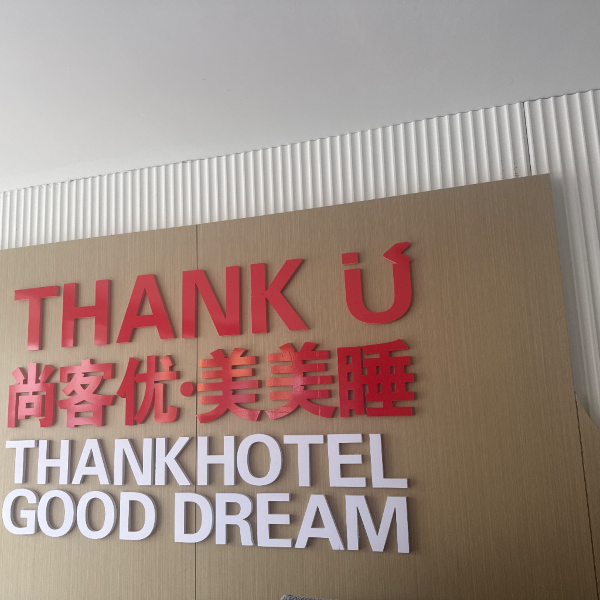 THANK U
尚客优·美美睡
THANKHOTEL
GOOD DREAM